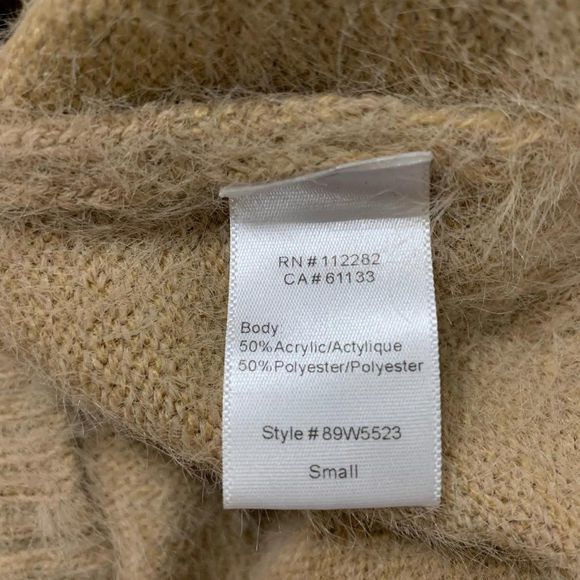 RN # 112282
CA # 61133
Body:
50% Acrylic/Actylique
50% Polyester/Polyester
Style # 89W5523
Small